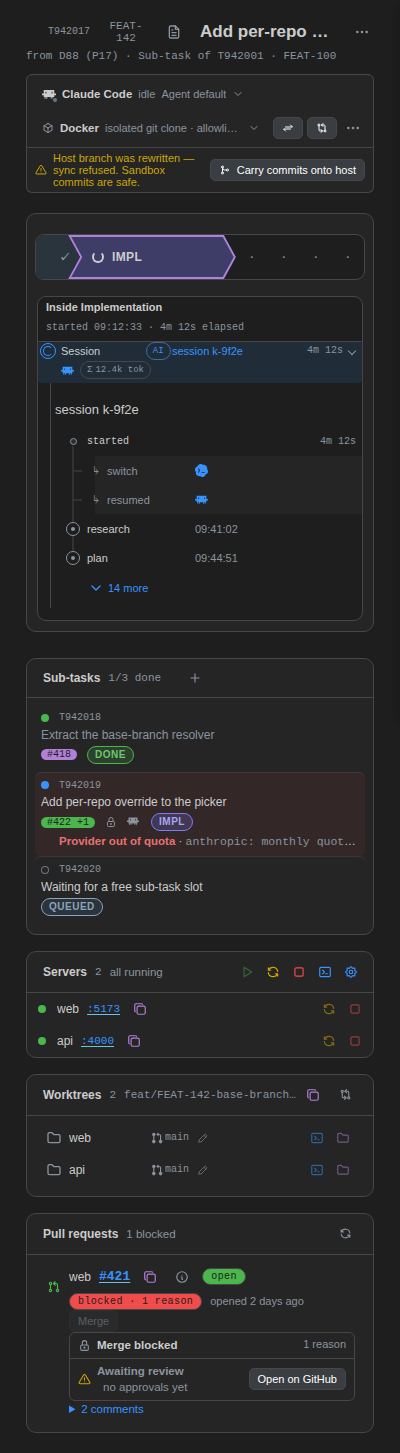 T942017 FEAT-142 Add per-repo …
from D88 (P17) · Sub-task of T942001 · FEAT-100
Claude Code idle Agent default
Docker isolated git clone · allowli…
Host branch was rewritten —
sync refused. Sandbox
commits are safe.
Carry commits onto host
IMPL
Inside Implementation
started 09:12:33 · 4m 12s elapsed
Session AI session k-9f2e 4m 12s
Σ 12.4k tok
session k-9f2e
started 4m 12s
↳ switch
↳ resumed
research 09:41:02
plan 09:44:51
14 more
Sub-tasks 1/3 done
T942018
Extract the base-branch resolver
#418 DONE
T942019
Add per-repo override to the picker
#422 +1 IMPL
Provider out of quota · anthropic: monthly quot…
T942020
Waiting for a free sub-task slot
QUEUED
Servers 2 all running
web :5173
api :4000
Worktrees 2 feat/FEAT-142-base-branch…
web main
api main
Pull requests 1 blocked
web #421 open
blocked · 1 reason opened 2 days ago
Merge
Merge blocked 1 reason
Awaiting review
no approvals yet
Open on GitHub
2 comments